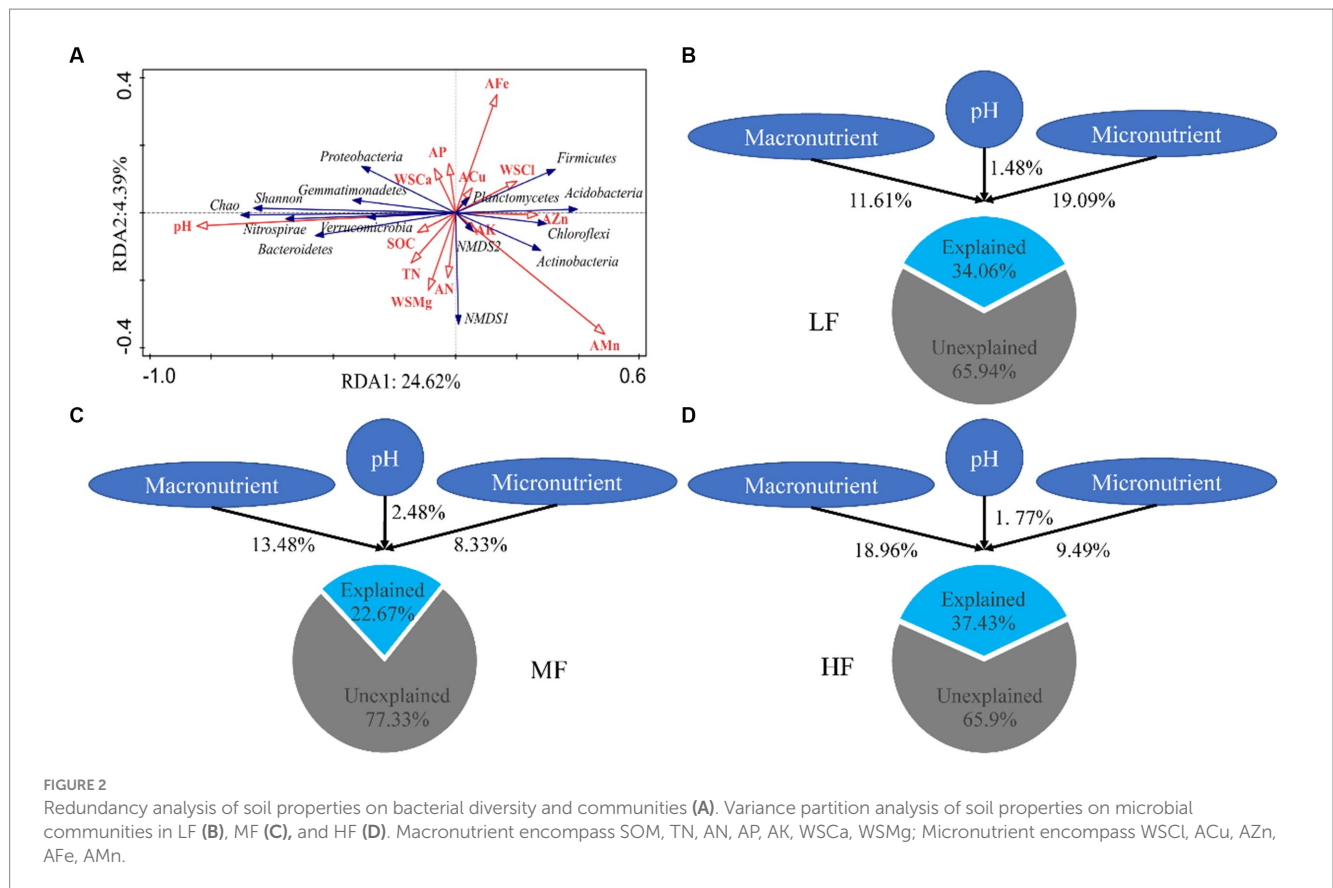 A
0.4
RDA2:4.39%
-0.4
-1.0
RDA1: 24.62%
0.6
AFe
Proteobacteria
AP
WSCa
ACu
WSCl
Firmicutes
Gemmatimonadetes
Planctomycetes
Acidobacteria
Chao
Shannon
pH
Nitrospirae
Verrucomicrobia
AZn
Bacteroidetes
SOC
AK
Chloroflexi
NMDS2
Actinobacteria
TN
AN
WSMg
NMDS1
AMn
B
pH
Macronutrient
Micronutrient
1.48%
11.61%
19.09%
Explained
34.06%
LF
Unexplained
65.94%
C
pH
Macronutrient
Micronutrient
2.48%
13.48%
8.33%
Explained
22.67%
Unexplained
77.33%
MF
D
pH
Macronutrient
Micronutrient
1. 77%
18.96%
9.49%
Explained
37.43%
HF
Unexplained
65.9%
FIGURE 2
Redundancy analysis of soil properties on bacterial diversity and communities (A). Variance partition analysis of soil properties on microbial
communities in LF (B), MF (C), and HF (D). Macronutrient encompass SOM, TN, AN, AP, AK, WSCa, WSMg; Micronutrient encompass WSCl, ACu, AZn,
AFe, AMn.